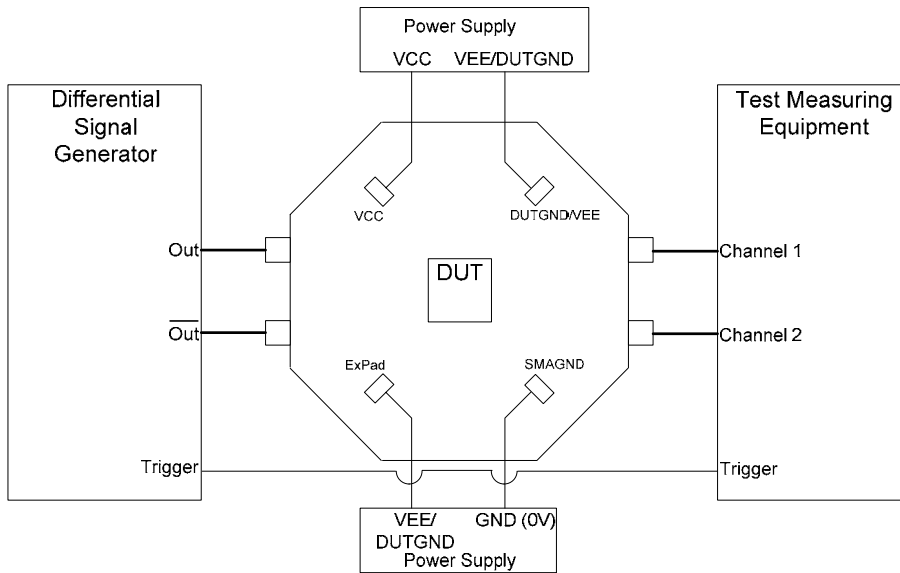 Power Supply
VCC VEE/DUTGND
Differential
Signal
Generator
Test Measuring
Equipment
VCC
DUTGND/VEE
Out
Channel 1
DUT
O̅u̅t̅
Channel 2
ExPad
SMAGND
Trigger
Trigger
VEE/
DUTGND
GND (0V)
Power Supply